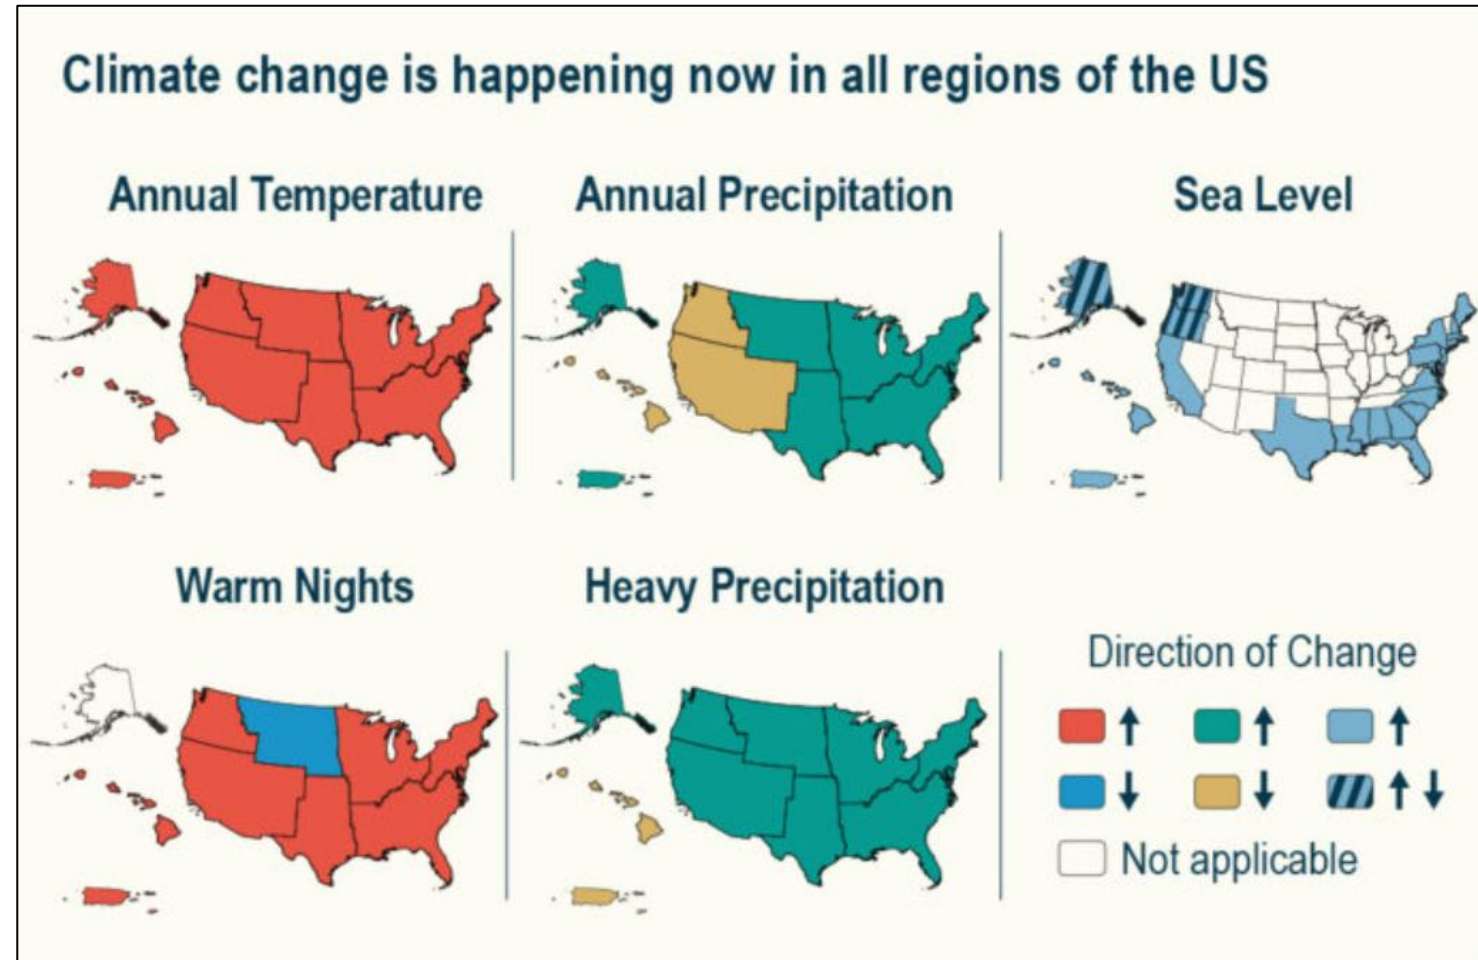 Climate change is happening now in all regions of the US
Annual Temperature
Annual Precipitation
Sea Level
Warm Nights
Heavy Precipitation
Direction of Change
↑ ↑ ↑
↓ ↓ ↑↓
Not applicable